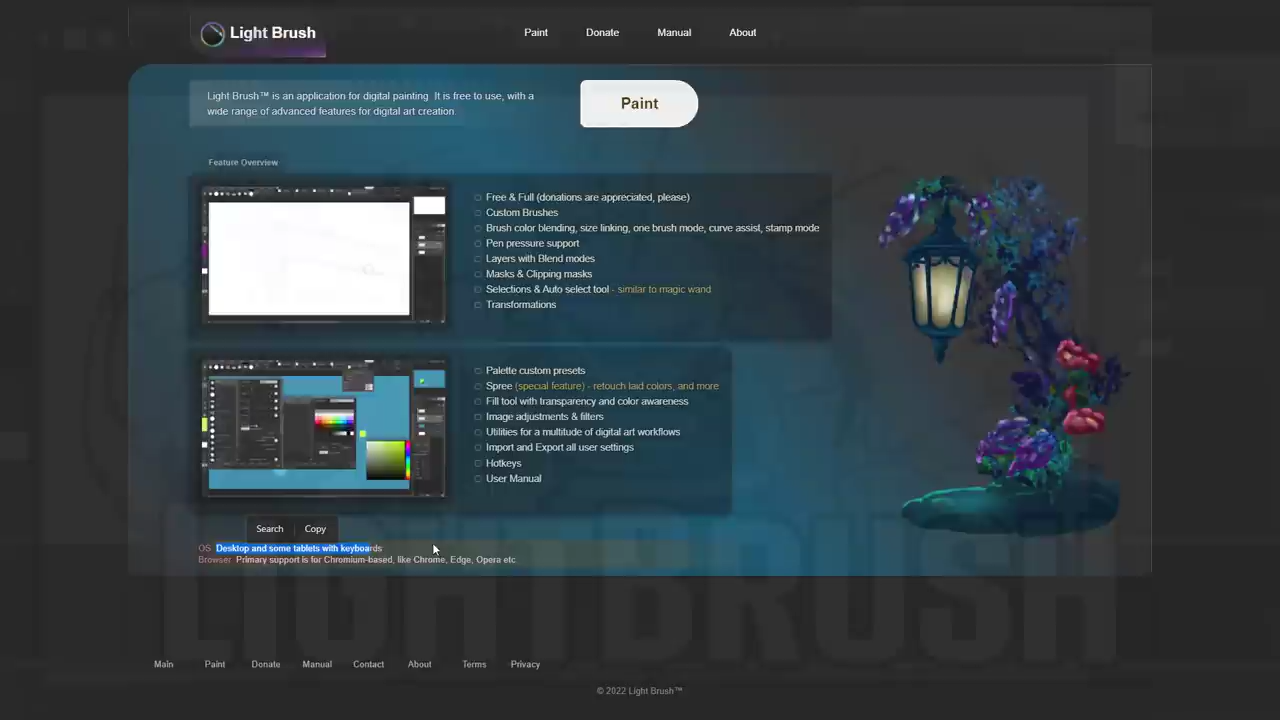 Light Brush
Paint
Donate
Manual
About
Light Brush™ is an application for digital painting. It is free to use, with a
wide range of advanced features for digital art creation.
Paint
Feature Overview
Free & Full (donations are appreciated, please)
Custom Brushes
Brush color blending, size linking, one brush mode, curve assist, stamp mode
Pen pressure support
Layers with Blend modes
Masks & Clipping masks
Selections & Auto select tool - similar to magic wand
Transformations
Palette custom presets
Spree (special feature) - retouch laid colors, and more
Fill tool with transparency and color awareness
Image adjustments & filters
Utilities for a multitude of digital art workflows
Import and Export all user settings
Hotkeys
User Manual
Search
Copy
OS Desktop and some tablets with keyboards
Browser Primary support is for Chromium-based, like Chrome, Edge, Opera etc
LIGHTBRUSH
Main
Paint
Donate
Manual
Contact
About
Terms
Privacy
© 2022 Light Brush™